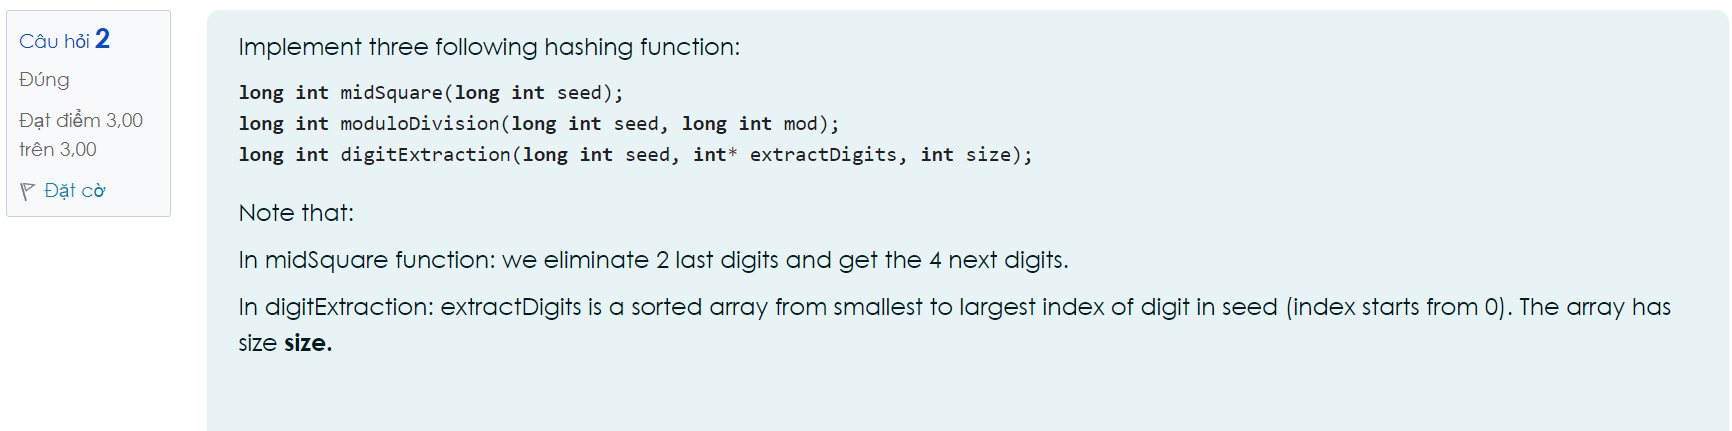 Câu hỏi 2
Đúng
Đạt điểm 3,00
trên 3,00
Đặt cờ
Implement three following hashing function:
long int midSquare(long int seed);
long int moduloDivision(long int seed, long int mod);
long int digitExtraction(long int seed, int* extractDigits, int size);
Note that:
In midSquare function: we eliminate 2 last digits and get the 4 next digits.
In digitExtraction: extractDigits is a sorted array from smallest to largest index of digit in seed (index starts from 0). The array has
size size.